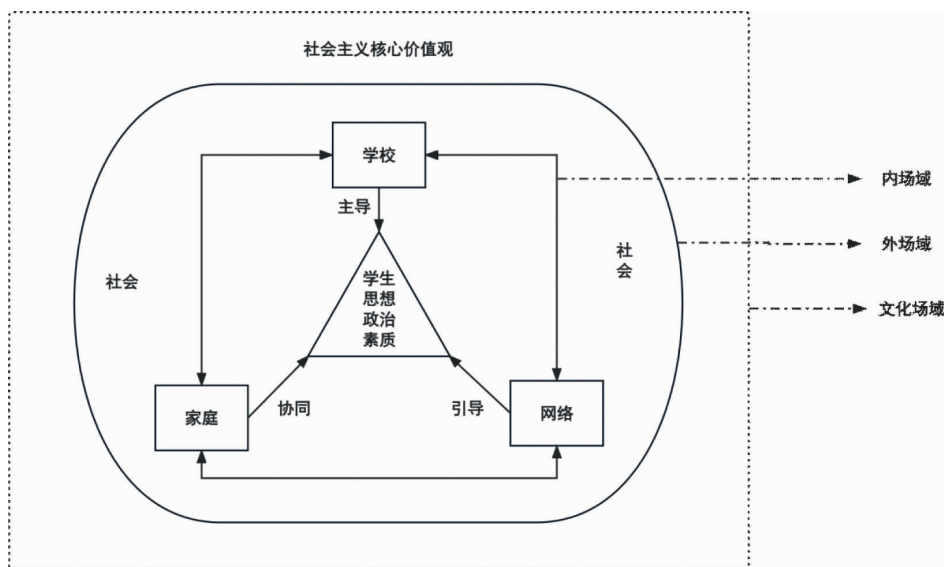 社会主义核心价值观
学校
主导
内场域
社
会
外场域
社会
学生
思想
政治
素质
文化场域
家庭
协同
引导
网络